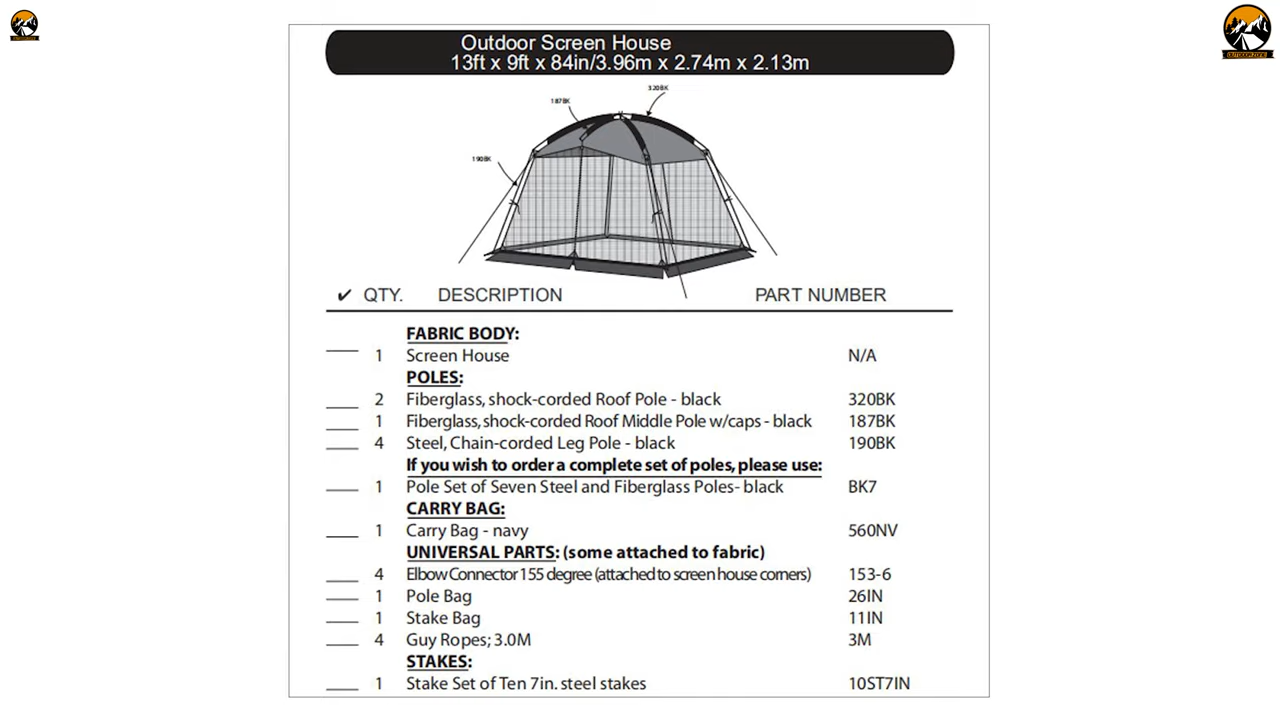 Outdoor Screen House
13ft x 9ft x 84in/3.96m x 2.74m x 2.13m
320BK
187BK
190BK
✔ QTY. DESCRIPTION PART NUMBER
FABRIC BODY:
1 Screen House N/A
POLES:
2 Fiberglass, shock-corded Roof Pole - black 320BK
1 Fiberglass, shock-corded Roof Middle Pole w/caps - black 187BK
4 Steel, Chain-corded Leg Pole - black 190BK
If you wish to order a complete set of poles, please use:
1 Pole Set of Seven Steel and Fiberglass Poles- black BK7
CARRY BAG:
1 Carry Bag - navy 560NV
UNIVERSAL PARTS: (some attached to fabric)
4 Elbow Connector 155 degree (attached to screen house corners) 153-6
1 Pole Bag 26IN
1 Stake Bag 11IN
4 Guy Ropes; 3.0M 3M
STAKES:
1 Stake Set of Ten 7in. steel stakes 10ST7IN